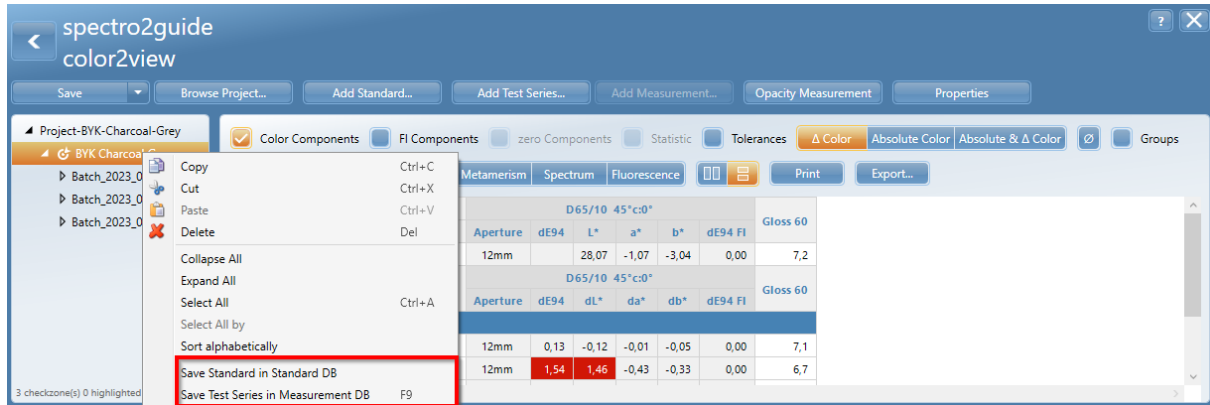 spectro2guide
color2view
?
Save Browse Project... Add Standard... Add Test Series... Add Measurement... Opacity Measurement Properties
Project-BYK-Charcoal-Grey
BYK Charcoal
Batch_2023_0
Batch_2023_0
Batch_2023_0
3 checkzone(s) 0 highlighted
Color Components FI Components zero Components Statistic Tolerances Δ Color Absolute Color Absolute & Δ Color Ø Groups
Metamerism Spectrum Fluorescence Print Export...
Copy Ctrl+C
Cut Ctrl+X
Paste Ctrl+V
Delete Del
Collapse All
Expand All
Select All Ctrl+A
Select All by
Sort alphabetically
Save Standard in Standard DB
Save Test Series in Measurement DB F9
D65/10 45°c:0°
Gloss 60
Aperture dE94 L* a* b* dE94 FI
12mm 28,07 -1,07 -3,04 0,00 7,2
D65/10 45°c:0°
Gloss 60
Aperture dE94 dL* da* db* dE94 FI
12mm 0,13 -0,12 -0,01 -0,05 0,00 7,1
12mm 1,54 1,46 -0,43 -0,33 0,00 6,7